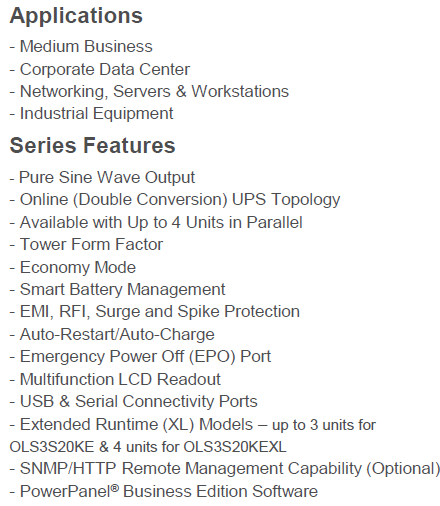 Applications
- Medium Business
- Corporate Data Center
- Networking, Servers & Workstations
- Industrial Equipment
Series Features
- Pure Sine Wave Output
- Online (Double Conversion) UPS Topology
- Available with Up to 4 Units in Parallel
- Tower Form Factor
- Economy Mode
- Smart Battery Management
- EMI, RFI, Surge and Spike Protection
- Auto-Restart/Auto-Charge
- Emergency Power Off (EPO) Port
- Multifunction LCD Readout
- USB & Serial Connectivity Ports
- Extended Runtime (XL) Models – up to 3 units for
OLS3S20KE & 4 units for OLS3S20KEXL
- SNMP/HTTP Remote Management Capability (Optional)
- PowerPanel® Business Edition Software